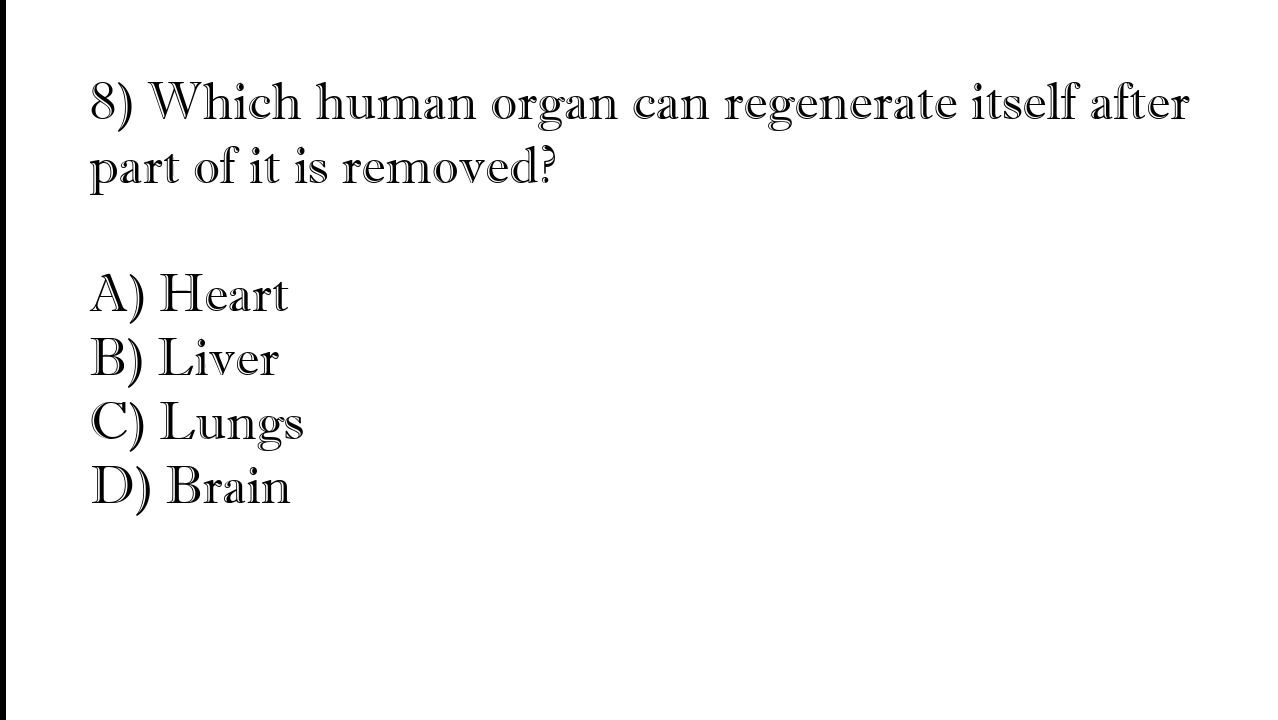 8) Which human organ can regenerate itself after
part of it is removed?
A) Heart
B) Liver
C) Lungs
D) Brain